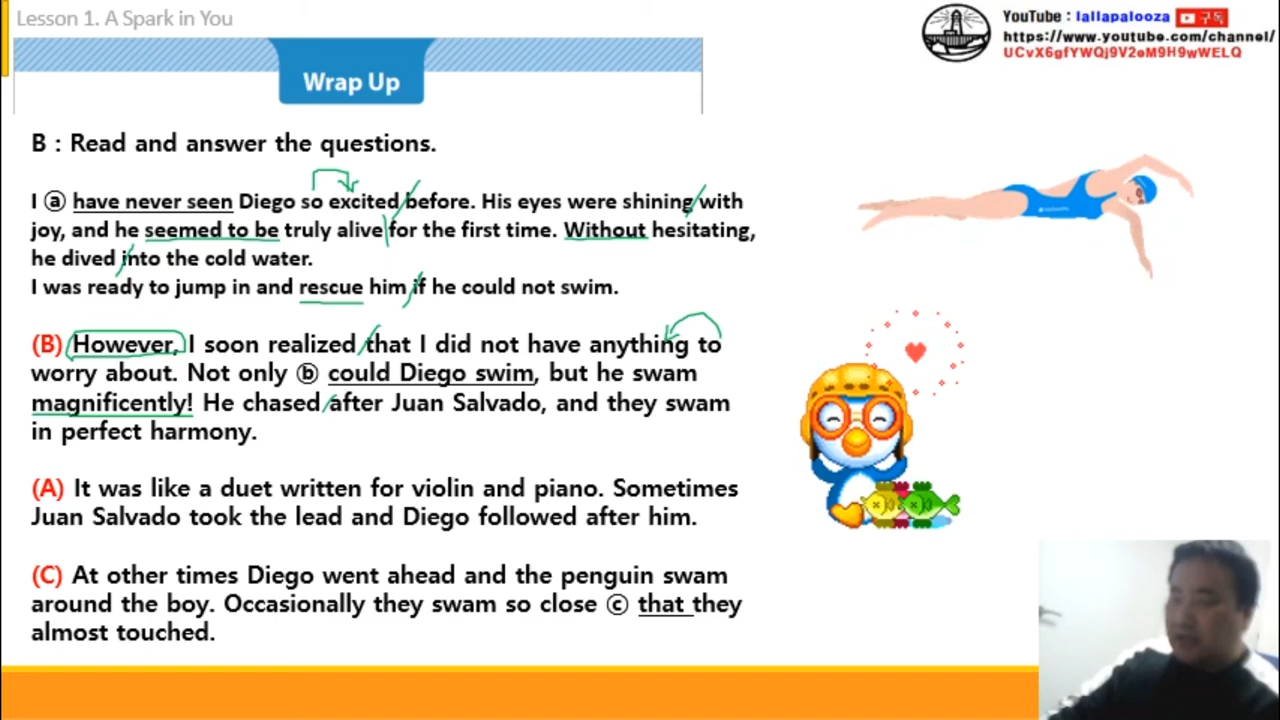 Lesson 1. A Spark in You
YouTube : lallapalooza 구독
https://www.youtube.com/channel/
UCvX6gfYWQj9V2eM9H9wWELQ
Wrap Up
B : Read and answer the questions.
I ⓐ have never seen Diego so excited before. His eyes were shining with
joy, and he seemed to be truly alive for the first time. Without hesitating,
he dived into the cold water.
I was ready to jump in and rescue him if he could not swim.
(B) However, I soon realized that I did not have anything to
worry about. Not only ⓑ could Diego swim, but he swam
magnificently! He chased after Juan Salvado, and they swam
in perfect harmony.
(A) It was like a duet written for violin and piano. Sometimes
Juan Salvado took the lead and Diego followed after him.
(C) At other times Diego went ahead and the penguin swam
around the boy. Occasionally they swam so close ⓒ that they
almost touched.